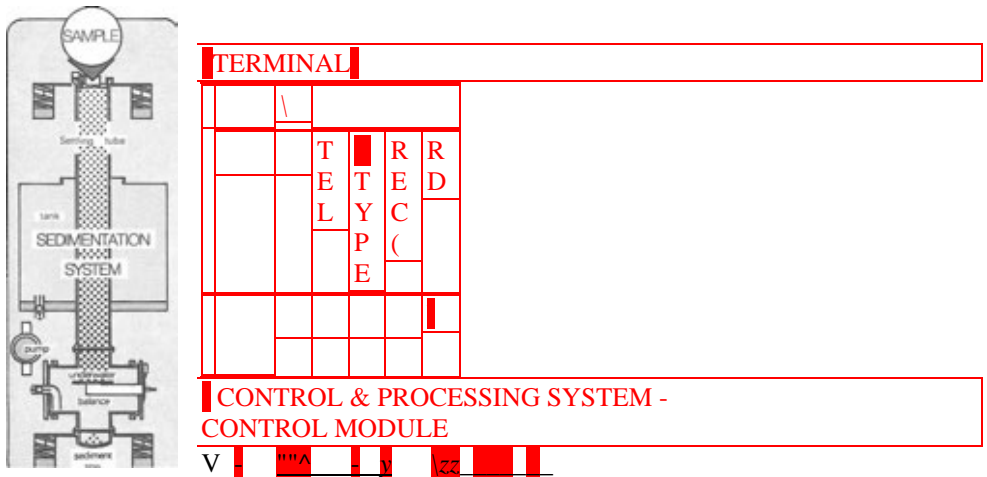 SAMPLE
TERMINAL
\
Settling tube
TEL
TYPE
REC(
RD
tank
SEDIMENTATION
SYSTEM
pump
underwater
balance
CONTROL & PROCESSING SYSTEM -
CONTROL MODULE
sediment
V - ""^ - y \zz